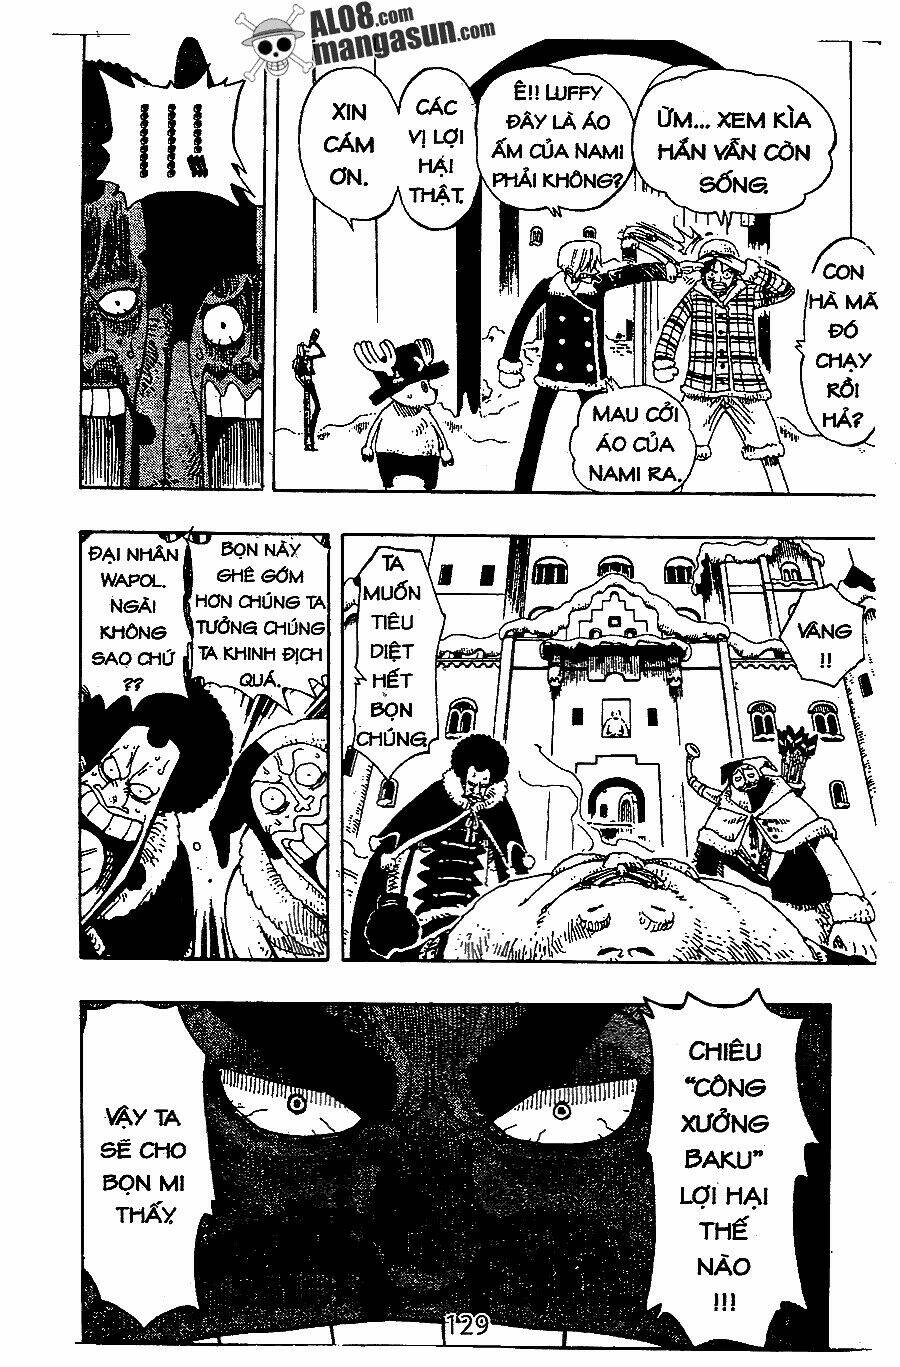 ALO8.com
mangasun.com
ỪM... XEM KÌA
HẮN VẪN CÒN
SỐNG.
CON
HÀ MÃ
ĐÓ
CHẠY
RỒI
HẢ?
Ê!! LUFFY
ĐÂY LÀ ÁO
ẤM CỦA NAMI
PHẢI KHÔNG?
MAU CỞI
ÁO CỦA
NAMI RA.
CÁC
VỊ LỢI
HẠI
THẬT.
XIN
CÁM
ƠN.
!!!
VÂNG
!!
TA
MUỐN
TIÊU
DIỆT
HẾT
BỌN
CHÚNG
BỌN NÀY
GHÊ GỚM
HƠN CHÚNG TA
TƯỞNG CHÚNG
TA KHINH ĐỊCH
QUÁ.
ĐẠI NHÂN
WAPOL.
NGÀI
KHÔNG
SAO CHỨ
??
CHIÊU
"CÔNG
XƯỞNG
BAKU"
LỢI HẠI
THẾ
NÀO
!!!
VẬY TA
SẼ CHO
BỌN MI
THẤY.
129